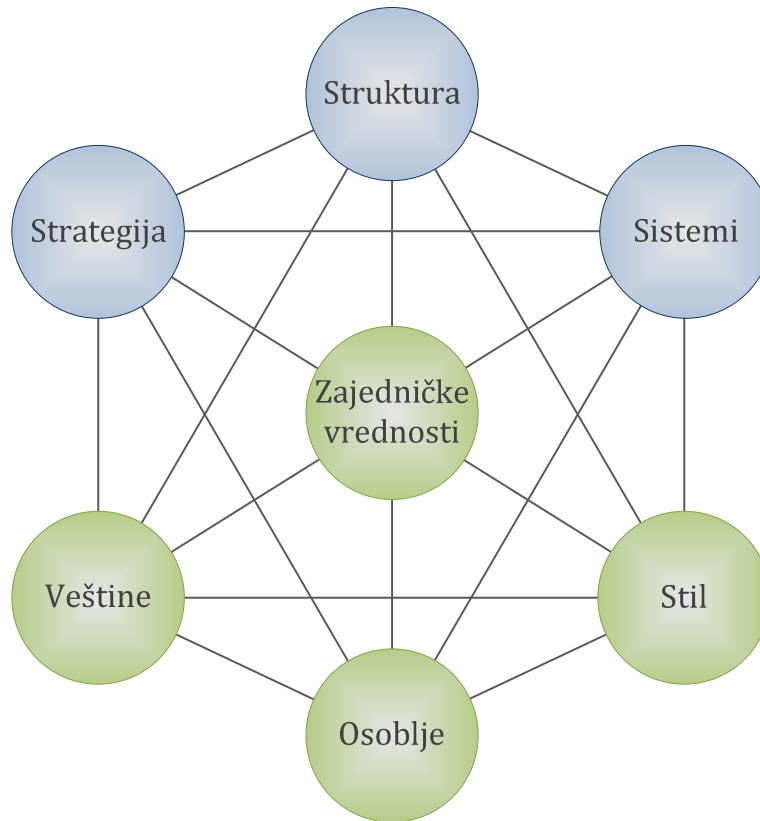 Struktura
Strategija
Sistemi
Zajedničke
vrednosti
Veštine
Stil
Osoblje